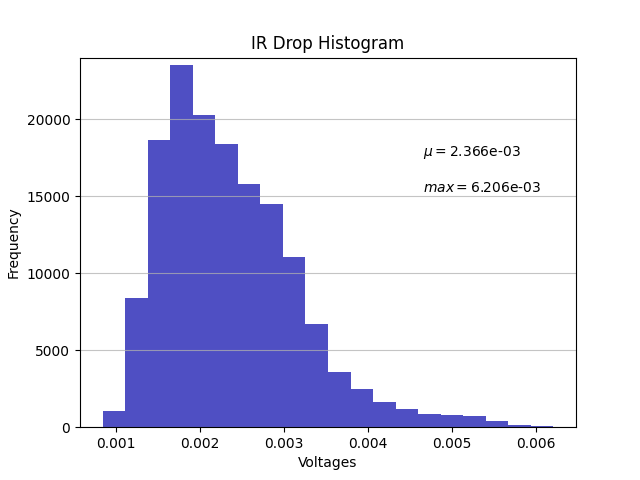 IR Drop Histogram
20000
15000
10000
5000
0
Frequency
μ = 2.366e-03
max = 6.206e-03
0.001 0.002 0.003 0.004 0.005 0.006
Voltages